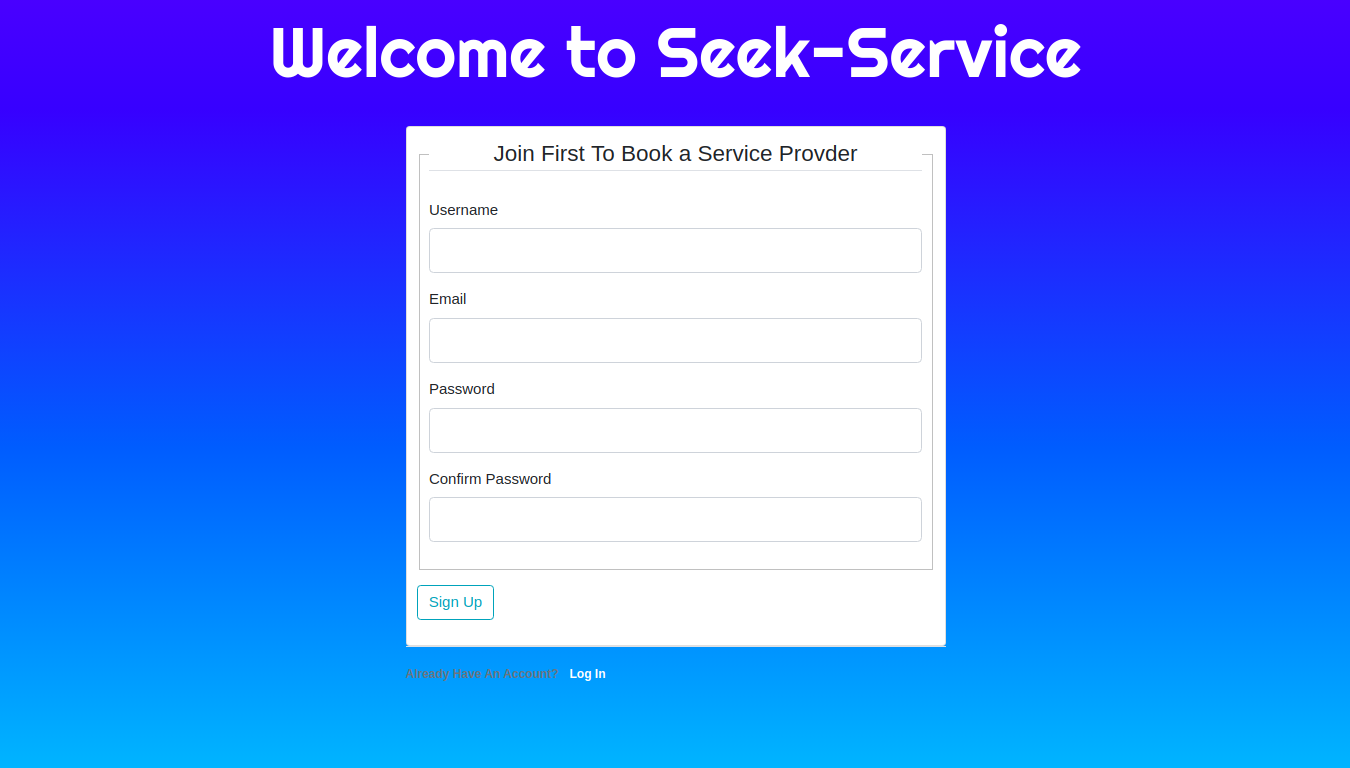 Welcome to Seek-Service
Join First To Book a Service Provder
Username
Email
Password
Confirm Password
Sign Up
Already Have An Account? Log In